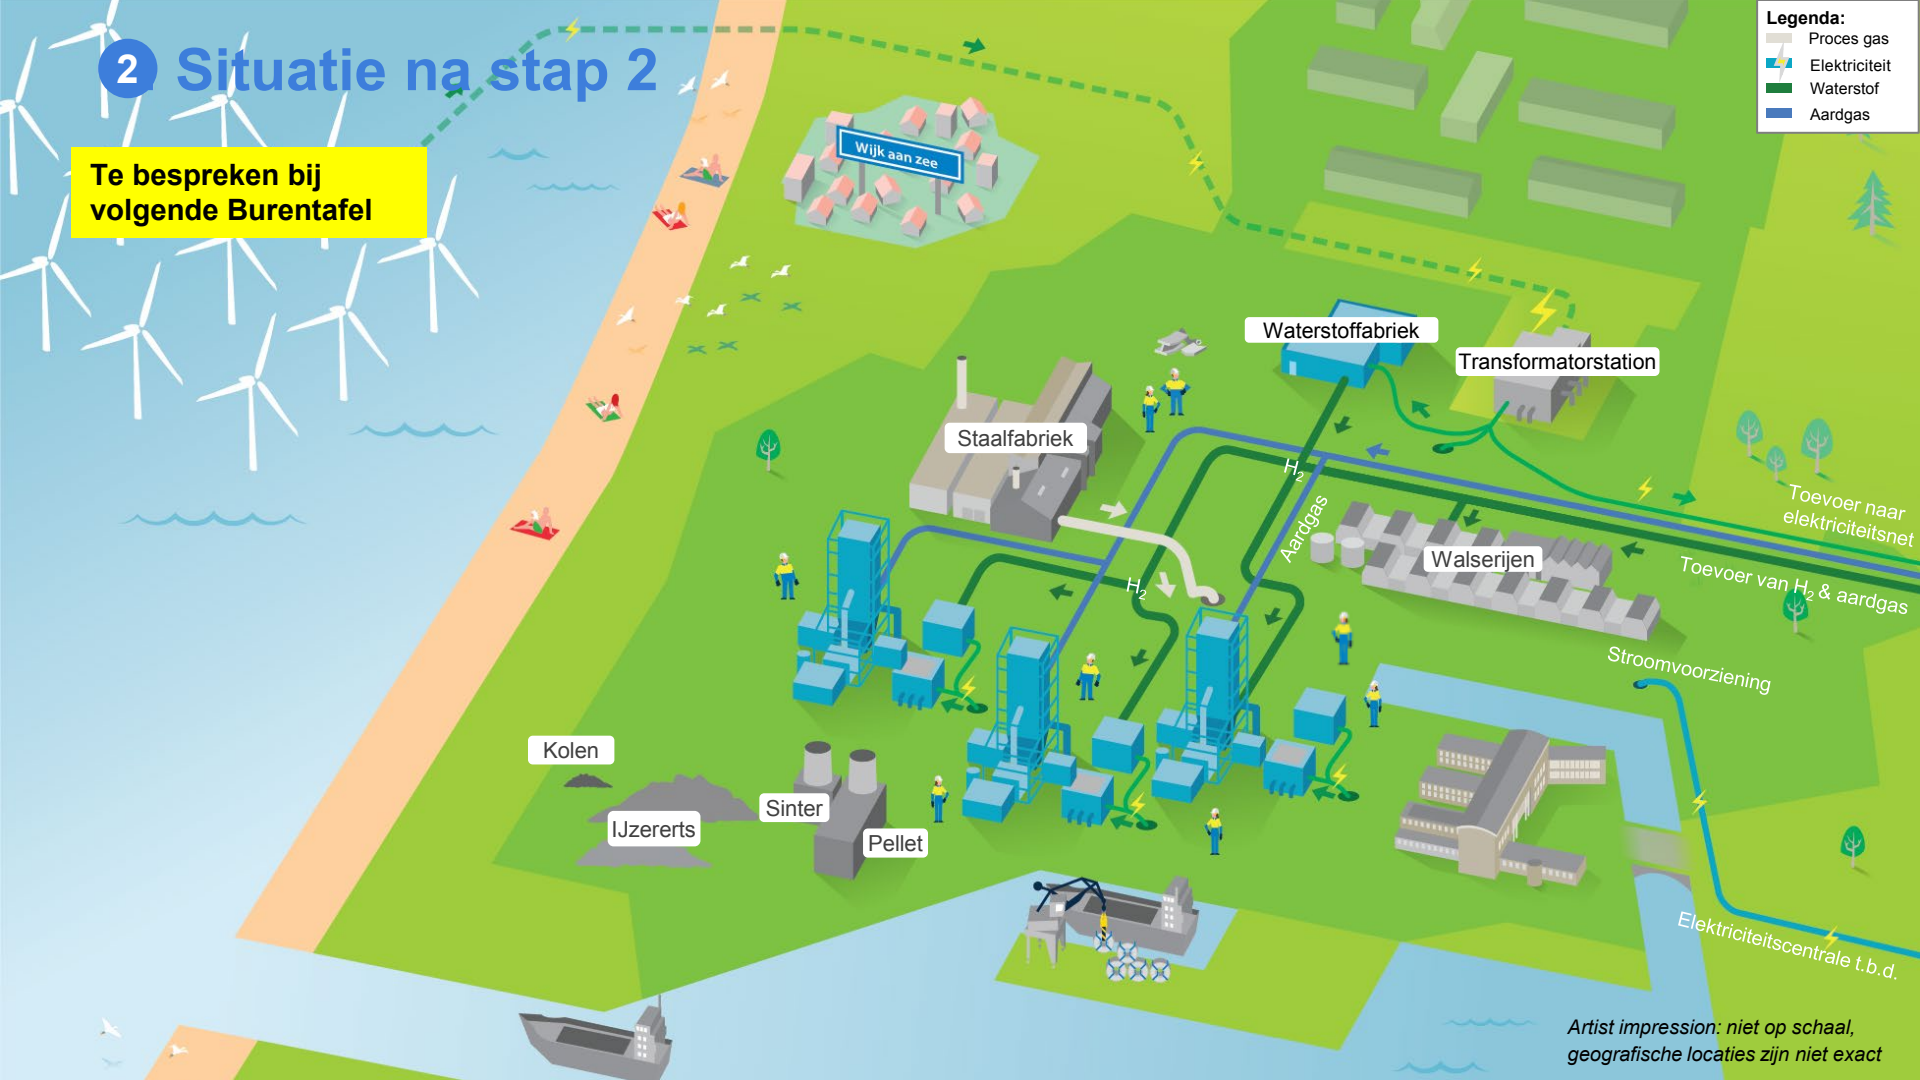 2 Situatie na stap 2
Te bespreken bij
volgende Burentafel
Legenda:
Proces gas
Elektriciteit
Waterstof
Aardgas
Wijk aan zee
Waterstoffabriek
Transformatorstation
Staalfabriek
H2
Aardgas
Toevoer naar
elektriciteitsnet
Walserijen
Toevoer van H2 & aardgas
H2
Stroomvoorziening
Kolen
IJzererts
Sinter
Pellet
Elektriciteitscentrale t.b.d.
Artist impression: niet op schaal,
geografische locaties zijn niet exact